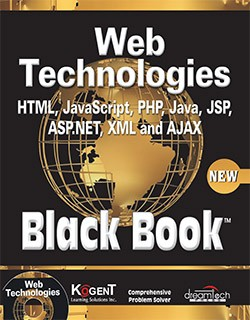 Web
Technologies
HTML, JavaScript, PHP, Java, JSP,
ASP.NET, XML and AJAX
NEW
Black Book™
Web
Technologies
KOGENT
Learning Solutions Inc.
Comprehensive
Problem Solver
dreamtech
PRESS